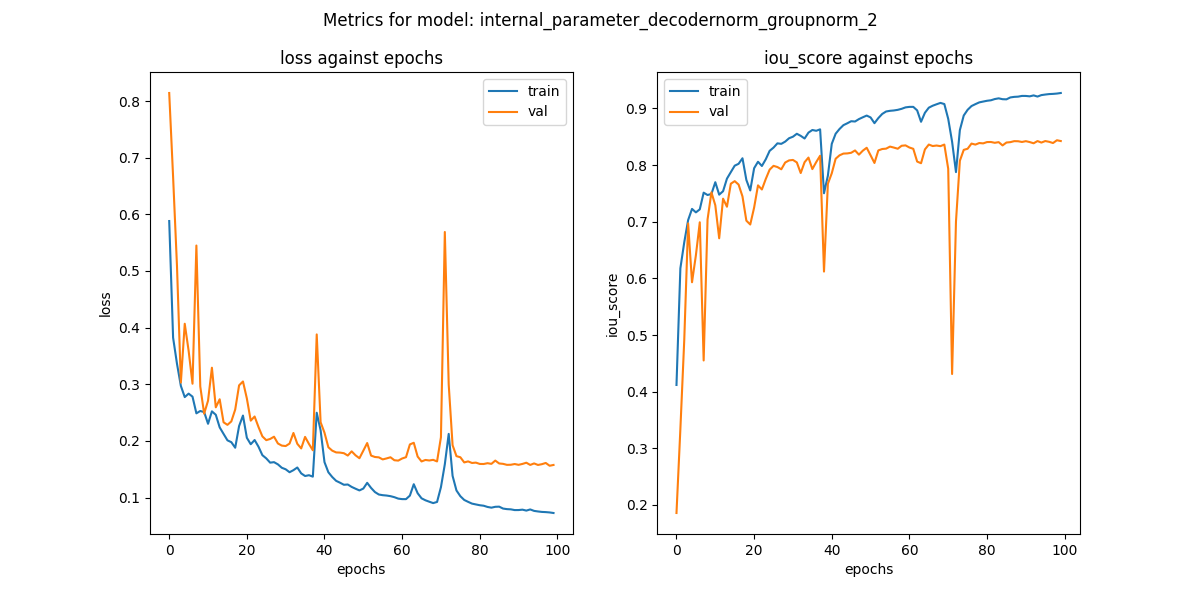 Metrics for model: internal_parameter_decodernorm_groupnorm_2
loss against epochs
train
val
0.8
0.7
0.6
0.5
0.4
0.3
0.2
0.1
loss
0 20 40 60 80 100
epochs
iou_score against epochs
train
val
0.9
0.8
0.7
0.6
0.5
0.4
0.3
0.2
iou_score
0 20 40 60 80 100
epochs